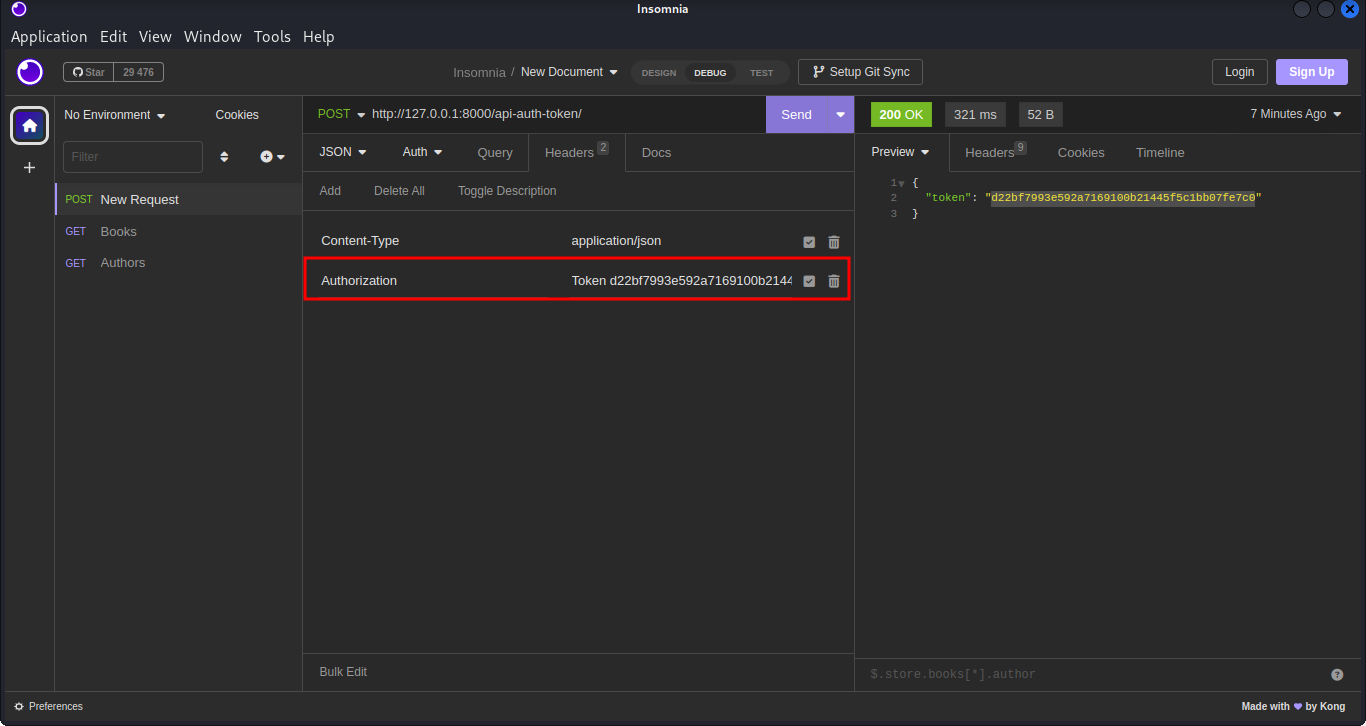 Insomnia
Application Edit View Window Tools Help
Star 29 476
Insomnia / New Document
DESIGN DEBUG TEST
Setup Git Sync
Login Sign Up
No Environment Cookies
Filter
POST New Request
GET Books
GET Authors
POST http://127.0.0.1:8000/api-auth-token/ Send
JSON Auth Query Headers 2 Docs
Add Delete All Toggle Description
Content-Type application/json
Authorization Token d22bf7993e592a7169100b2144
Bulk Edit
200 OK 321 ms 52 B 7 Minutes Ago
Preview Headers 9 Cookies Timeline
1 {
2 "token": "d22bf7993e592a7169100b21445f5c1bb07fe7c0"
3 }
$.store.books[*].author ?
Preferences
Made with ♥ by Kong